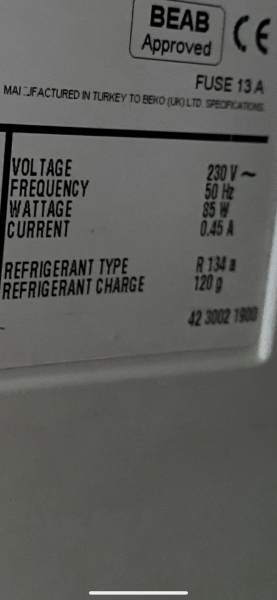 BEAB
Approved
CE
FUSE 13 A
MANUFACTURED IN TURKEY TO BEKO (UK) LTD. SPECIFICATIONS.
VOLTAGE 230 V ~
FREQUENCY 50 Hz
WATTAGE 85 W
CURRENT 0.45 A
REFRIGERANT TYPE R 134 a
REFRIGERANT CHARGE 120 g
42 3002 1900